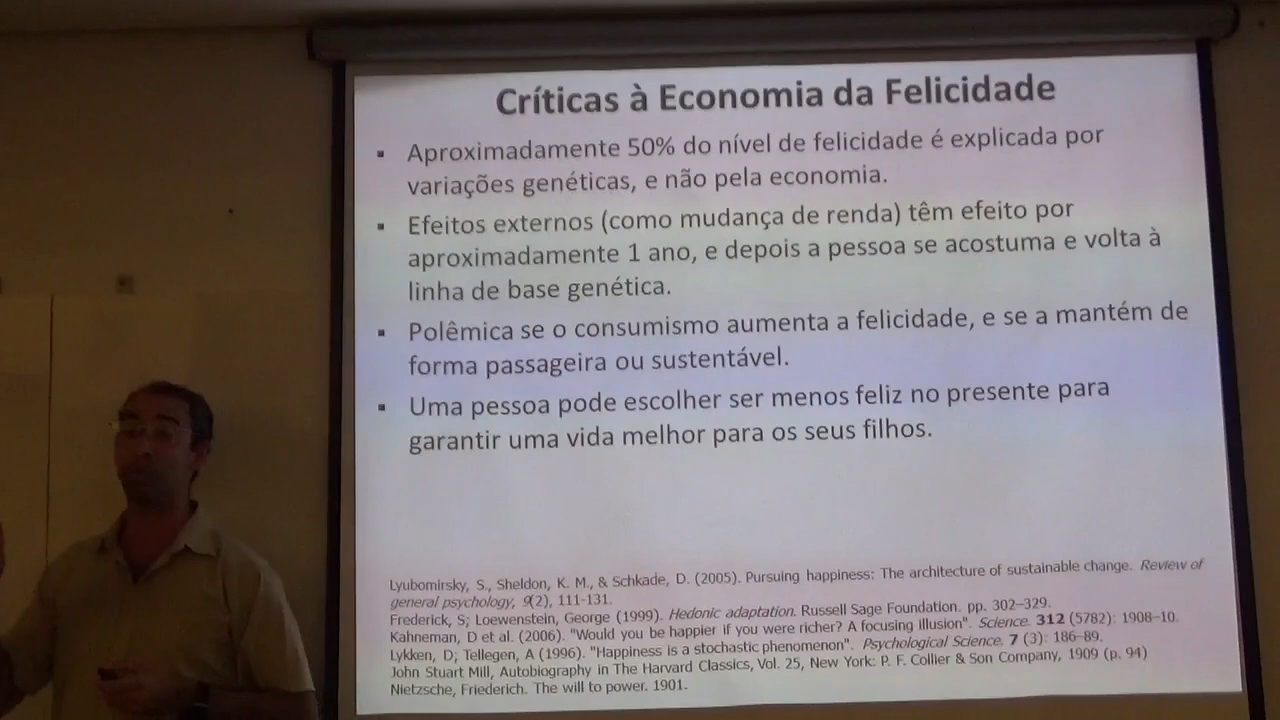 Críticas à Economia da Felicidade
▪ Aproximadamente 50% do nível de felicidade é explicada por
variações genéticas, e não pela economia.
▪ Efeitos externos (como mudança de renda) têm efeito por
aproximadamente 1 ano, e depois a pessoa se acostuma e volta à
linha de base genética.
▪ Polêmica se o consumismo aumenta a felicidade, e se a mantém de
forma passageira ou sustentável.
▪ Uma pessoa pode escolher ser menos feliz no presente para
garantir uma vida melhor para os seus filhos.
Lyubomirsky, S., Sheldon, K. M., & Schkade, D. (2005). Pursuing happiness: The architecture of sustainable change. Review of
general psychology, 9(2), 111-131.
Frederick, S; Loewenstein, George (1999). Hedonic adaptation. Russell Sage Foundation. pp. 302–329.
Kahneman, D et al. (2006). "Would you be happier if you were richer? A focusing illusion". Science. 312 (5782): 1908–10.
Lykken, D; Tellegen, A (1996). "Happiness is a stochastic phenomenon". Psychological Science. 7 (3): 186–89.
John Stuart Mill, Autobiography in The Harvard Classics, Vol. 25, New York: P. F. Collier & Son Company, 1909 (p. 94)
Nietzsche, Friederich. The will to power. 1901.